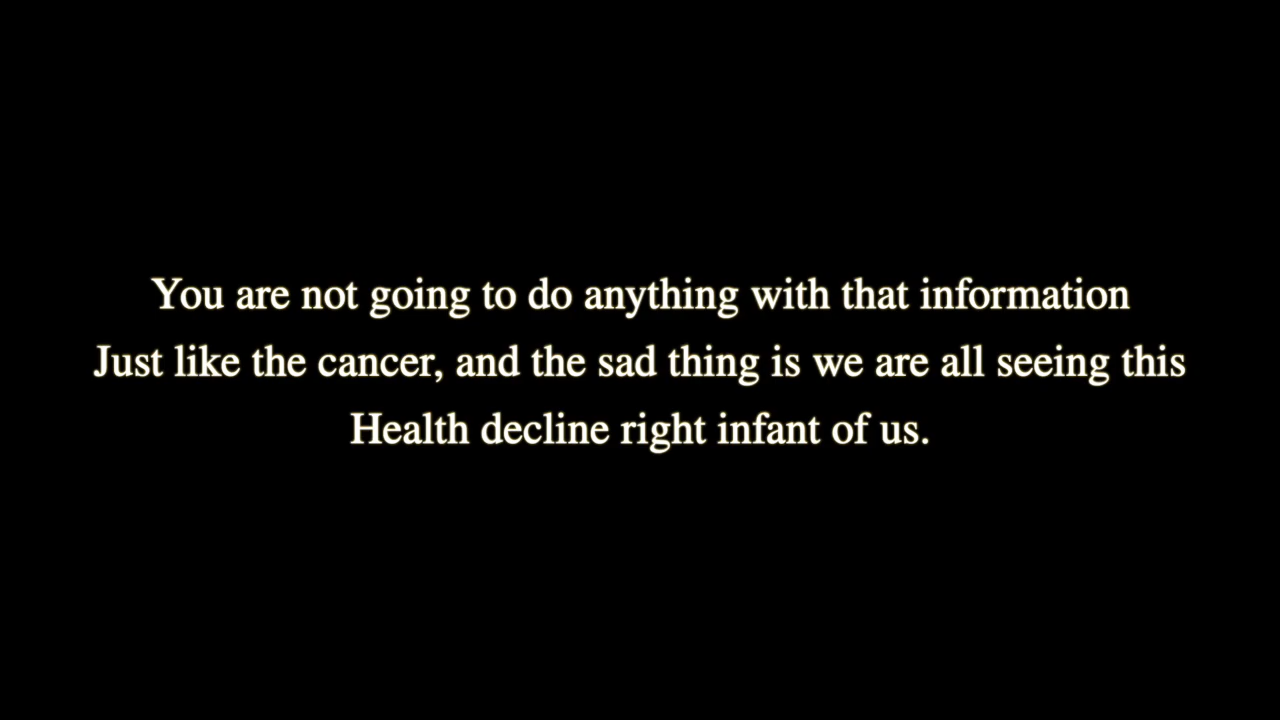 You are not going to do anything with that information
Just like the cancer, and the sad thing is we are all seeing this
Health decline right infant of us.